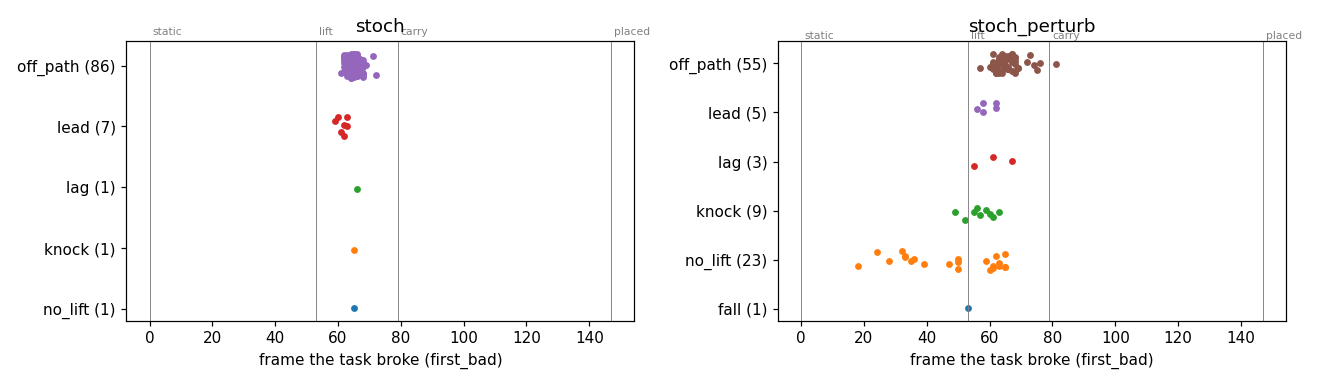 stoch
static
lift
carry
placed
off_path (86)
lead (7)
lag (1)
knock (1)
no_lift (1)
0
20
40
60
80
100
120
140
frame the task broke (first_bad)
stoch_perturb
static
lift
carry
placed
off_path (55)
lead (5)
lag (3)
knock (9)
no_lift (23)
fall (1)
0
20
40
60
80
100
120
140
frame the task broke (first_bad)